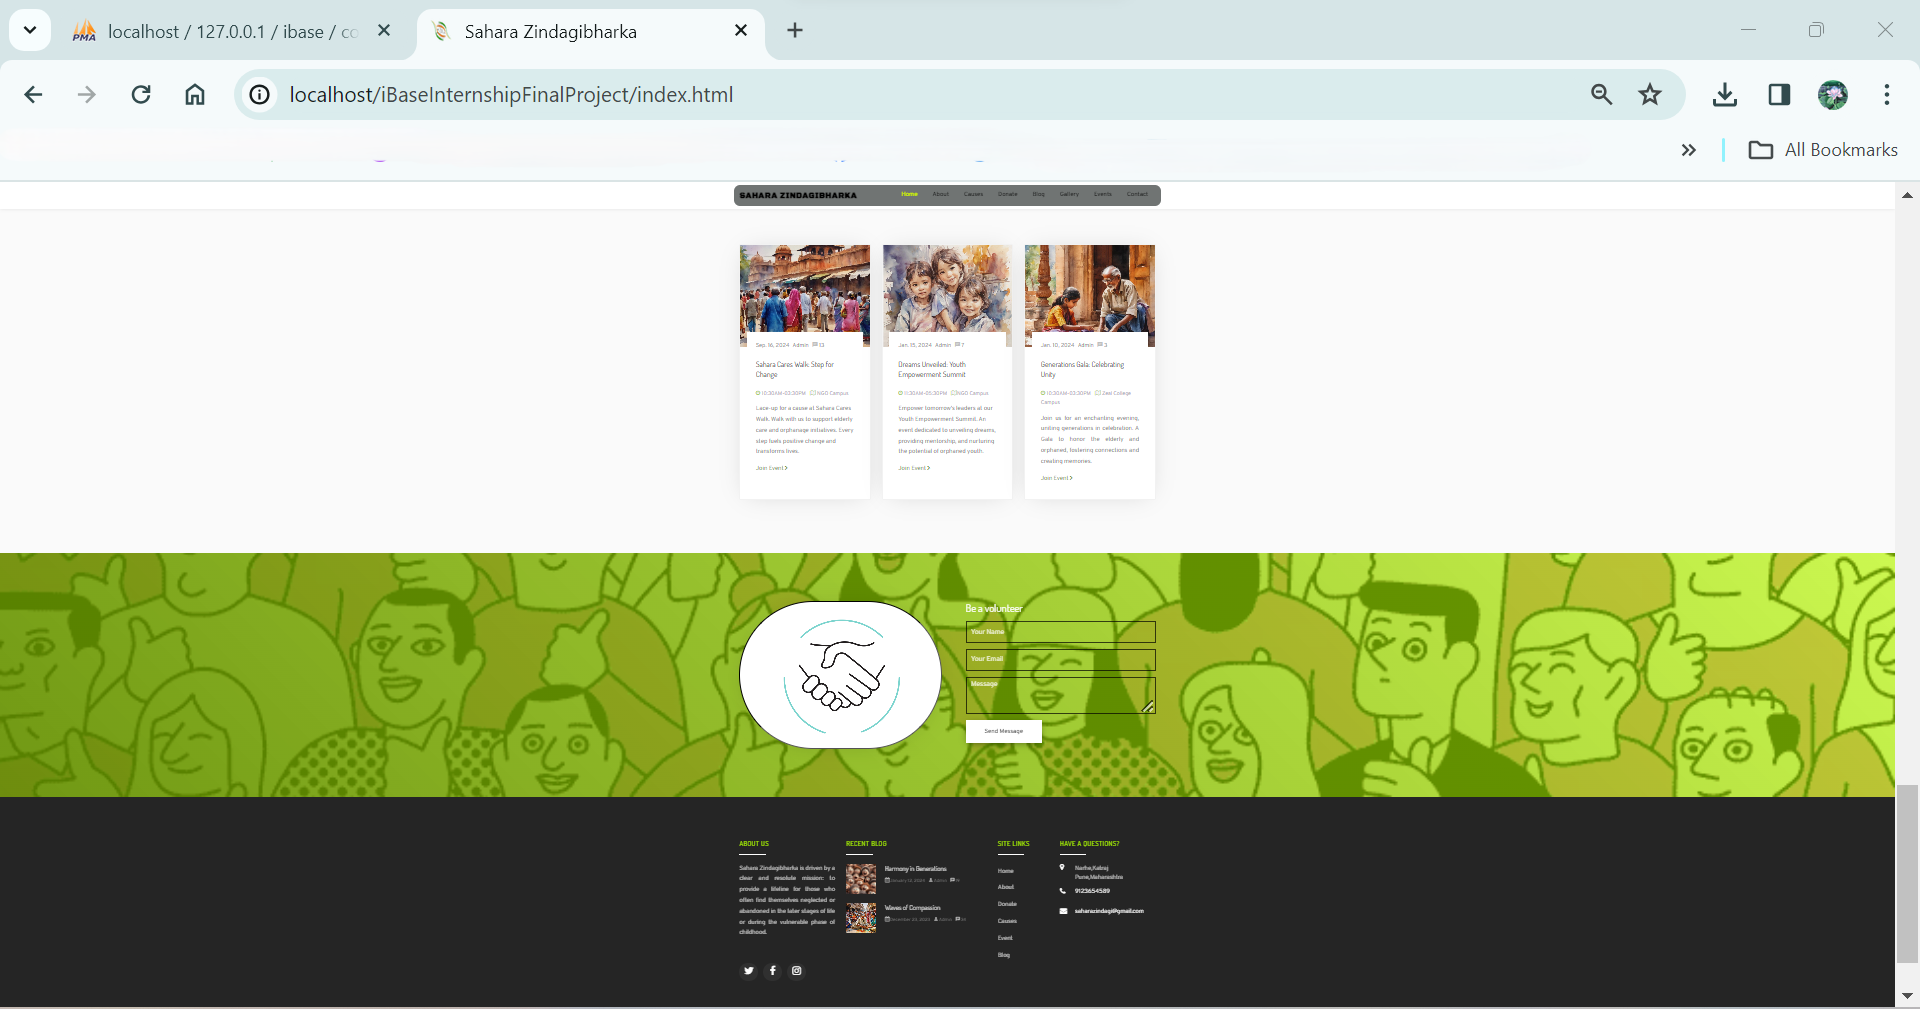 localhost / 127.0.0.1 / ibase / co
Sahara Zindagibharka
localhost/iBaseInternshipFinalProject/index.html
All Bookmarks
SAHARA ZINDAGIBHARKA
Home About Causes Donate Blog Gallery Events Contact
Sep. 16, 2024 Admin 13
Sahara Cares Walk: Step for
Change
10:30AM-03:30PM NGO Campus
Lace-up for a cause at Sahara Cares
Walk. Walk with us to support elderly
care and orphanage initiatives. Every
step fuels positive change and
transforms lives.
Join Event
Jan. 15, 2024 Admin 7
Dreams Unveiled: Youth
Empowerment Summit
11:30AM-05:30PM NGO Campus
Empower tomorrow's leaders at our
Youth Empowerment Summit. An
event dedicated to unveiling dreams,
providing mentorship, and nurturing
the potential of orphaned youth.
Join Event
Jan. 10, 2024 Admin 3
Generations Gala: Celebrating
Unity
10:30AM-03:30PM Zeal College
Campus
Join us for an enchanting evening
uniting generations in celebration. A
Gala to honor the elderly and
orphaned, fostering connections and
creating memories.
Join Event
Be a volunteer
Your Name
Your Email
Message
Send Message
ABOUT US
Sahara Zindagibharka is driven by a
clear and resolute mission: to
provide a lifeline for those who
often find themselves neglected or
abandoned in the later stages of life
or during the vulnerable phase of
childhood.
RECENT BLOG
Harmony in Generations
Admin
Waves of Compassion
Admin
SITE LINKS
Home
About
Donate
Causes
Event
Blog
HAVE A QUESTIONS?
Narhe,Katraj
Pune,Maharashtra
9123654589
saharazindagi@gmail.com